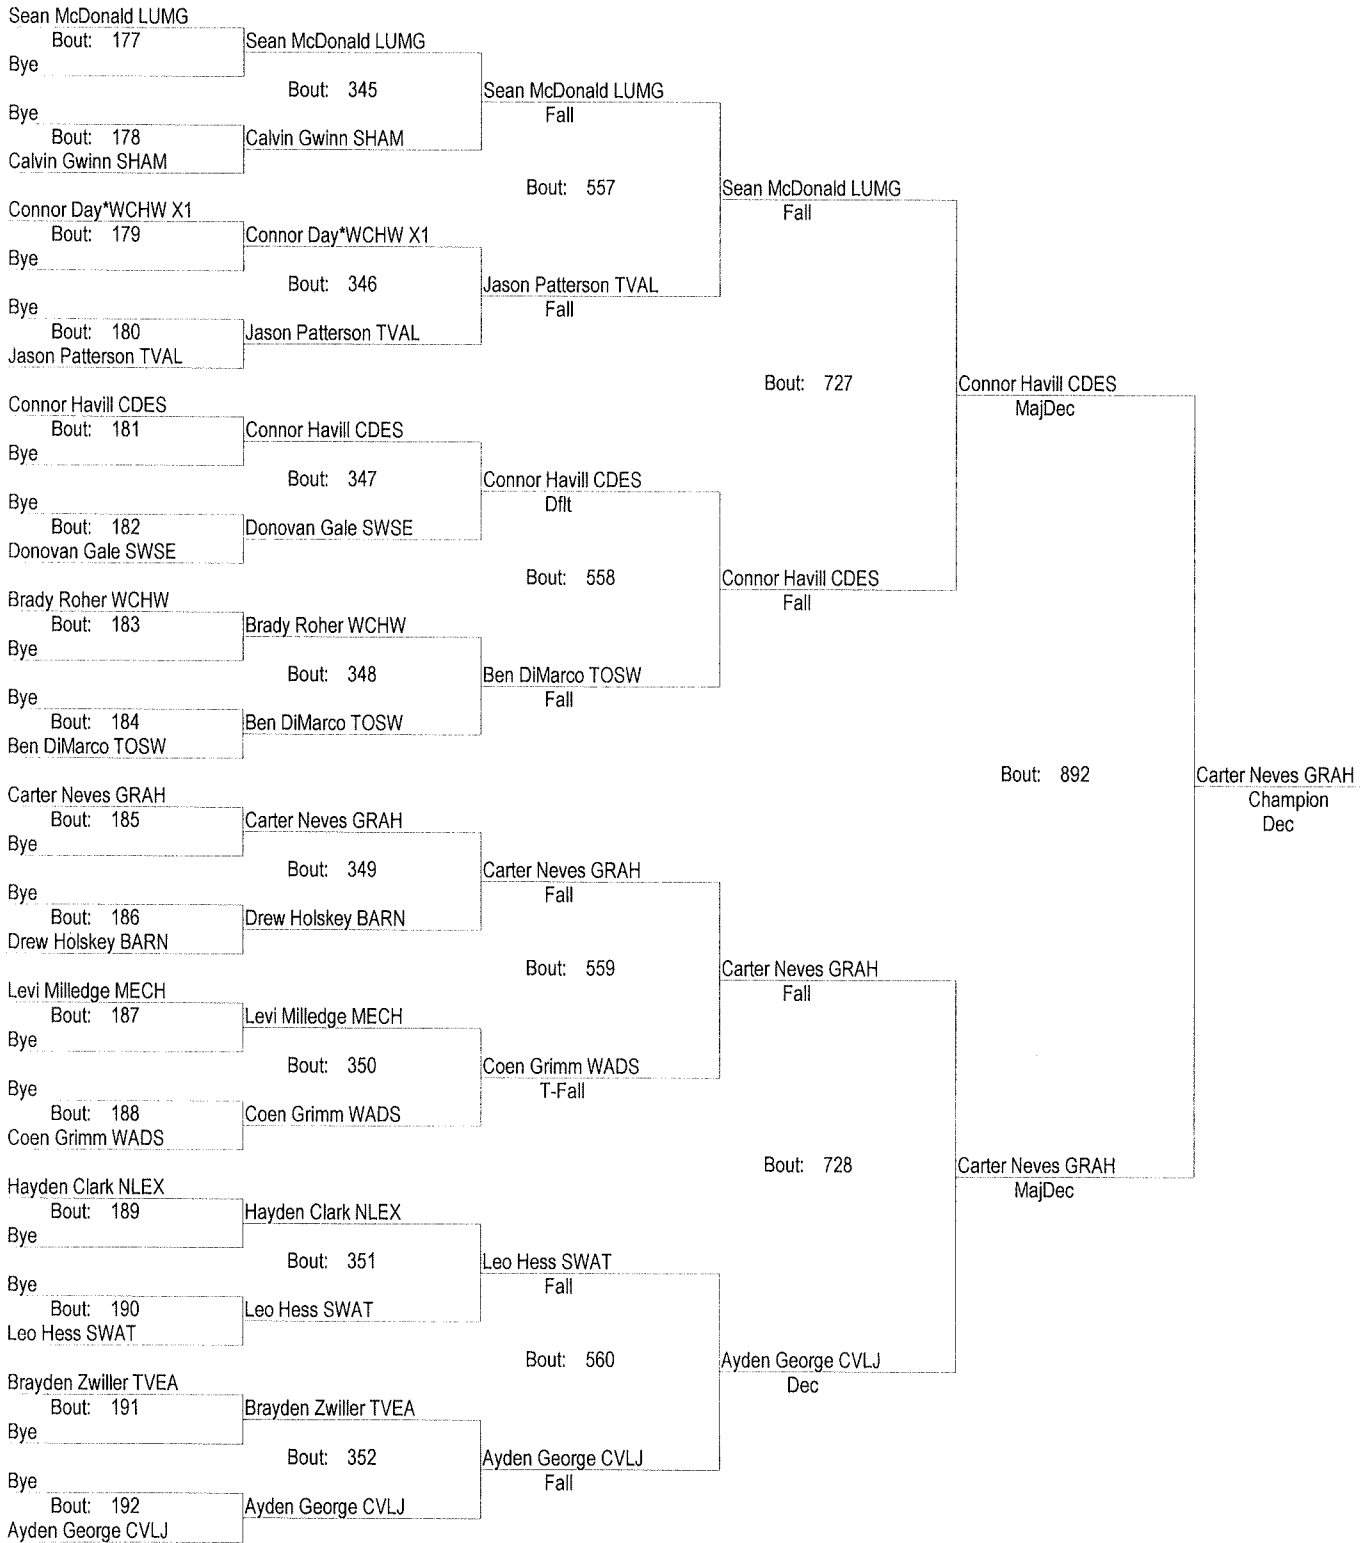 Sean McDonald LUMG
Bout: 177
Bye
Bye
Bout: 178
Calvin Gwinn SHAM
Connor Day*WCHW X1
Bout: 179
Bye
Bye
Bout: 180
Jason Patterson TVAL
Connor Havill CDES
Bout: 181
Bye
Bye
Bout: 182
Donovan Gale SWSE
Brady Roher WCHW
Bout: 183
Bye
Bye
Bout: 184
Ben DiMarco TOSW
Carter Neves GRAH
Bout: 185
Bye
Bye
Bout: 186
Drew Holskey BARN
Levi Milledge MECH
Bout: 187
Bye
Bye
Bout: 188
Coen Grimm WADS
Hayden Clark NLEX
Bout: 189
Bye
Bye
Bout: 190
Leo Hess SWAT
Brayden Zwiller TVEA
Bout: 191
Bye
Bye
Bout: 192
Ayden George CVLJ
Sean McDonald LUMG
Bout: 345
Calvin Gwinn SHAM
Connor Day*WCHW X1
Bout: 346
Jason Patterson TVAL
Connor Havill CDES
Bout: 347
Donovan Gale SWSE
Brady Roher WCHW
Bout: 348
Ben DiMarco TOSW
Carter Neves GRAH
Bout: 349
Drew Holskey BARN
Levi Milledge MECH
Bout: 350
Coen Grimm WADS
Hayden Clark NLEX
Bout: 351
Leo Hess SWAT
Brayden Zwiller TVEA
Bout: 352
Ayden George CVLJ
Sean McDonald LUMG
Fall
Bout: 557
Jason Patterson TVAL
Fall
Connor Havill CDES
Dflt
Bout: 558
Ben DiMarco TOSW
Fall
Carter Neves GRAH
Fall
Bout: 559
Coen Grimm WADS
T-Fall
Leo Hess SWAT
Fall
Bout: 560
Ayden George CVLJ
Fall
Sean McDonald LUMG
Fall
Bout: 727
Connor Havill CDES
Fall
Carter Neves GRAH
Fall
Bout: 728
Ayden George CVLJ
Dec
Connor Havill CDES
MajDec
Bout: 892
Carter Neves GRAH
MajDec
Carter Neves GRAH
Champion
Dec